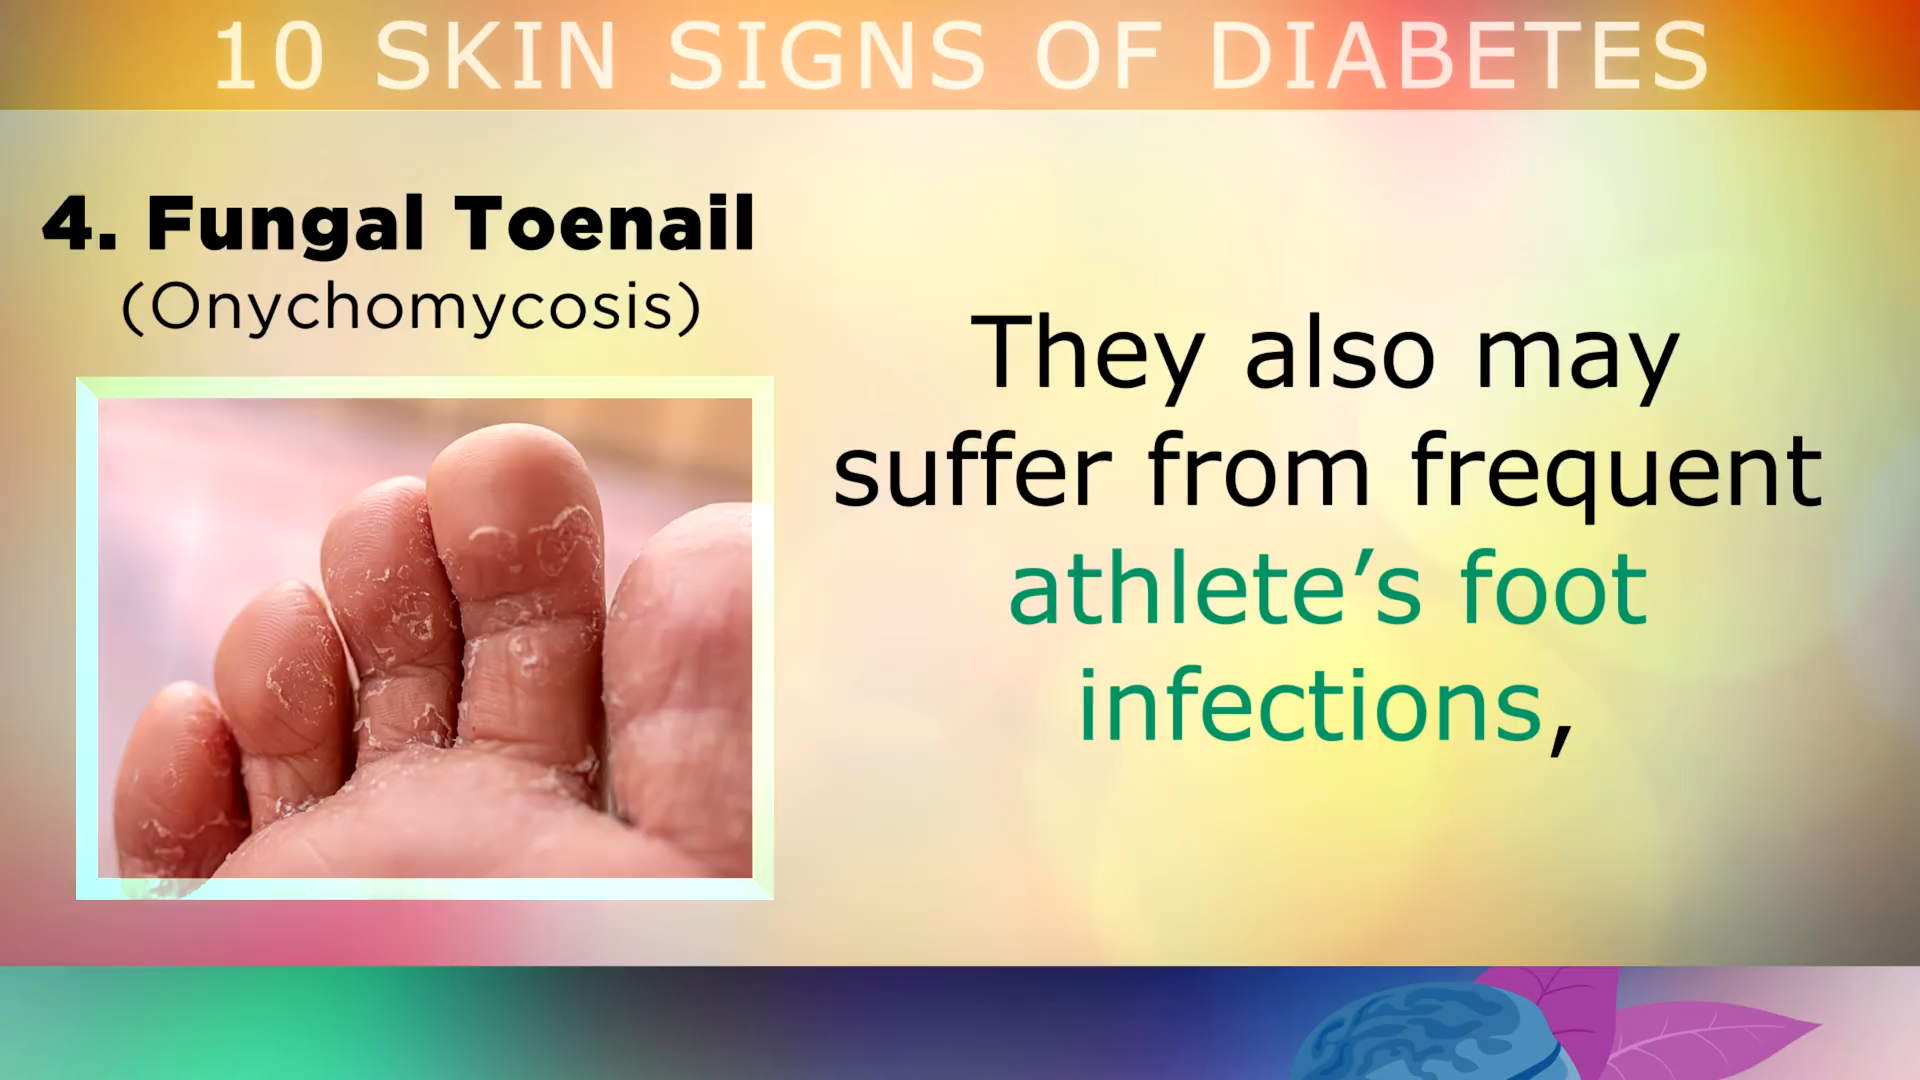 10 SKIN SIGNS OF DIABETES
4. Fungal Toenail
(Onychomycosis)
They also may
suffer from frequent
athlete’s foot
infections,